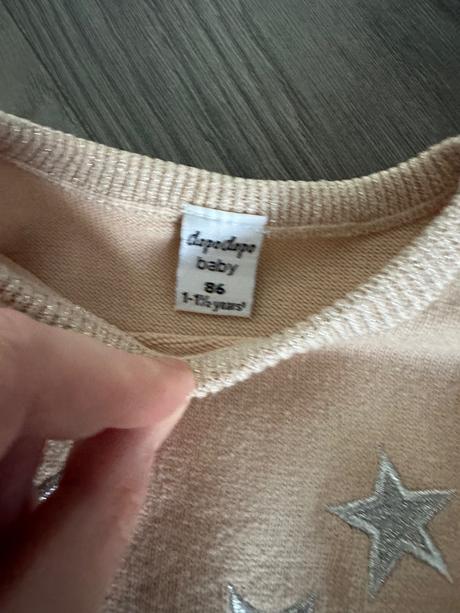 dopodopo
baby
86
1-1½ years